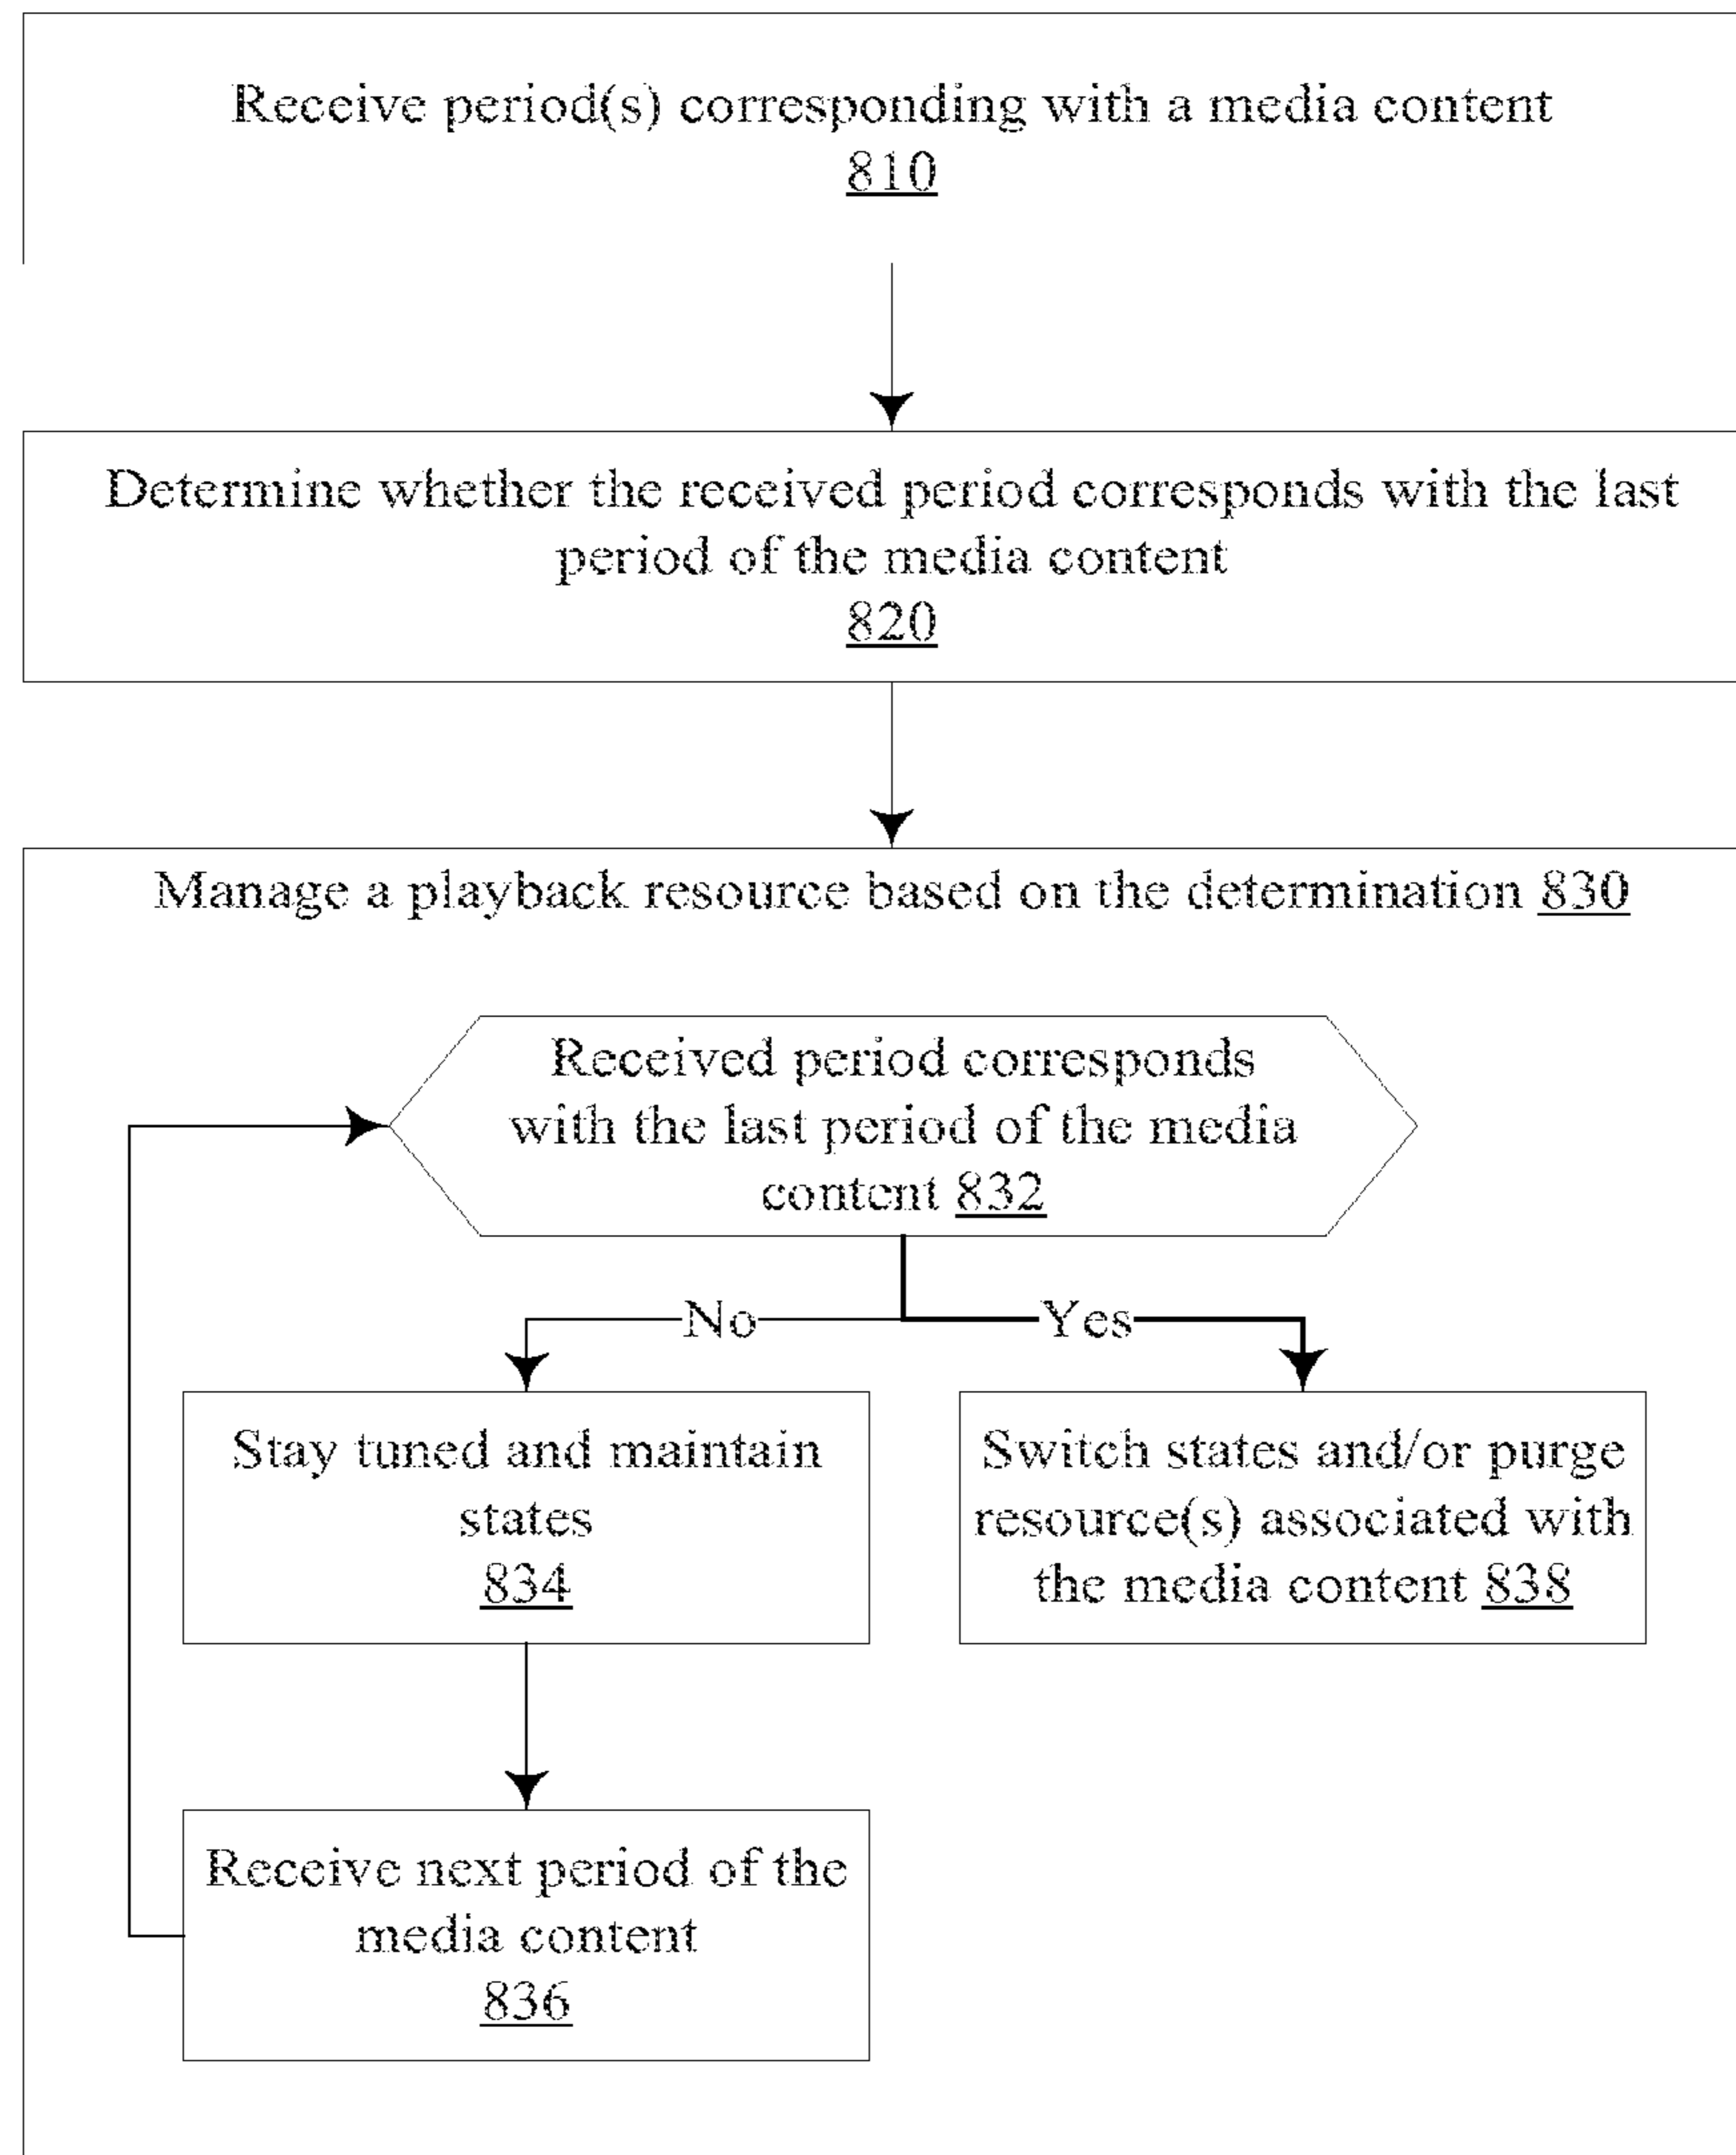 Receive period(s) corresponding with a media content
810
Determine whether the received period corresponds with the last
period of the media content
820
Manage a playback resource based on the determination 830
Received period corresponds
with the last period of the media
content 832
No
Yes
Stay tuned and maintain
states
834
Switch states and/or purge
resource(s) associated with
the media content 838
Receive next period of the
media content
836